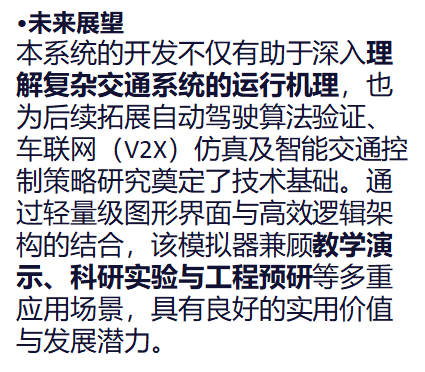 •未来展望
本系统的开发不仅有助于深入理
解复杂交通系统的运行机理，也
为后续拓展自动驾驶算法验证、
车联网（V2X）仿真及智能交通控
制策略研究奠定了技术基础。通
过轻量级图形界面与高效逻辑架
构的结合，该模拟器兼顾教学演
示、科研实验与工程预研等多重
应用场景，具有良好的实用价值
与发展潜力。